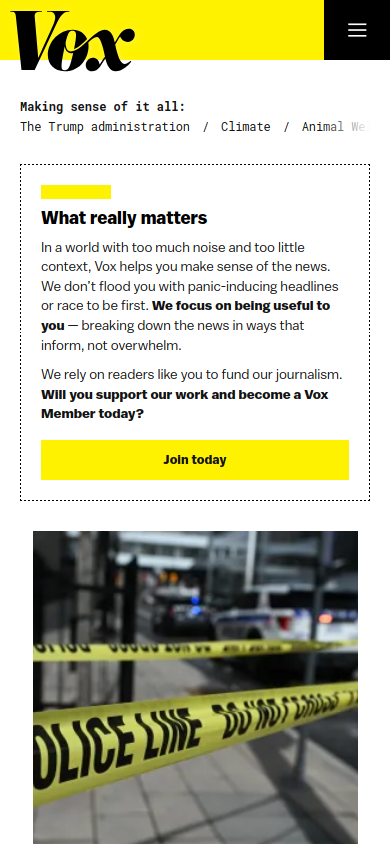 Vox
Making sense of it all:
The Trump administration / Climate / Animal We
What really matters
In a world with too much noise and too little
context, Vox helps you make sense of the news.
We don’t flood you with panic-inducing headlines
or race to be first. We focus on being useful to
you — breaking down the news in ways that
inform, not overwhelm.
We rely on readers like you to fund our journalism.
Will you support our work and become a Vox
Member today?
Join today
OLICE LINE DO NOT CROSS